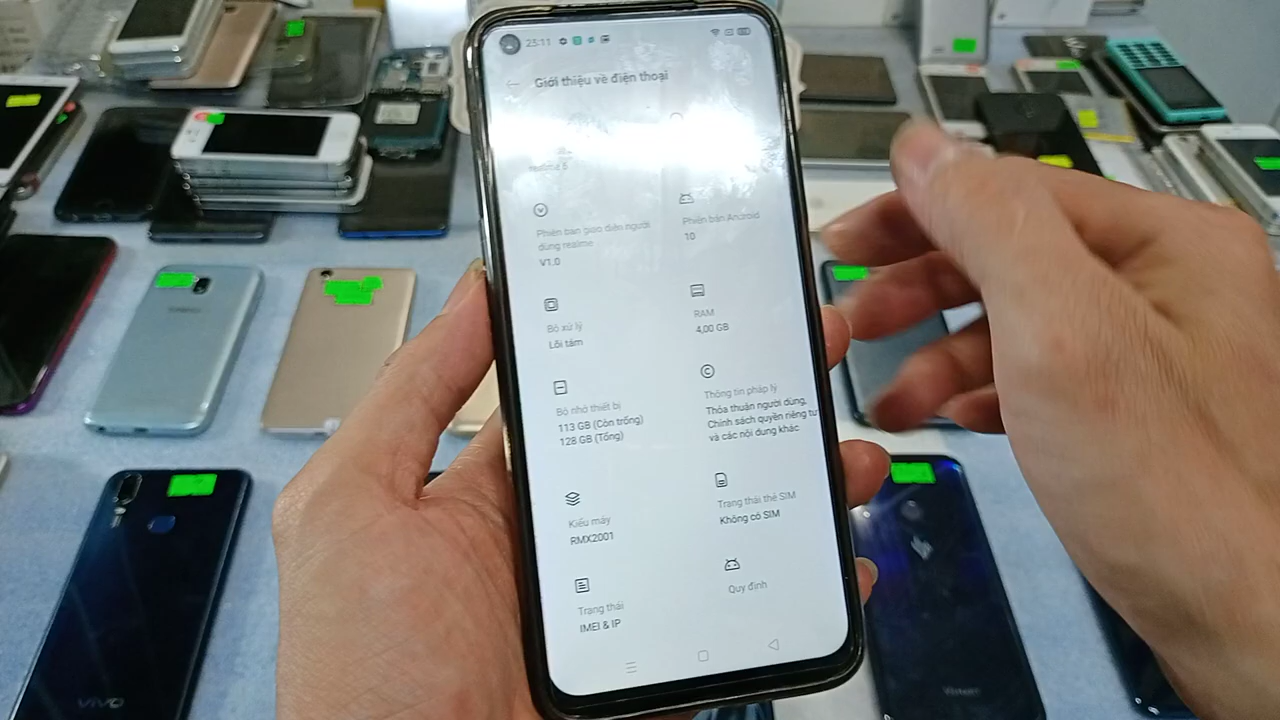 23:11
Giới thiệu về điện thoại
realme 6
Phiên bản giao diện người
dùng realme
V1.0
Phiên bản Android
10
Bộ xử lý
Lõi tám
RAM
4,00 GB
Bộ nhớ thiết bị
113 GB (Còn trống)
128 GB (Tổng)
Thông tin pháp lý
Thỏa thuận người dùng,
Chính sách quyền riêng tư
và các nội dung khác
Kiểu máy
RMX2001
Trạng thái thẻ SIM
Không có SIM
Trạng thái
IMEI & IP
Quy định
vivo